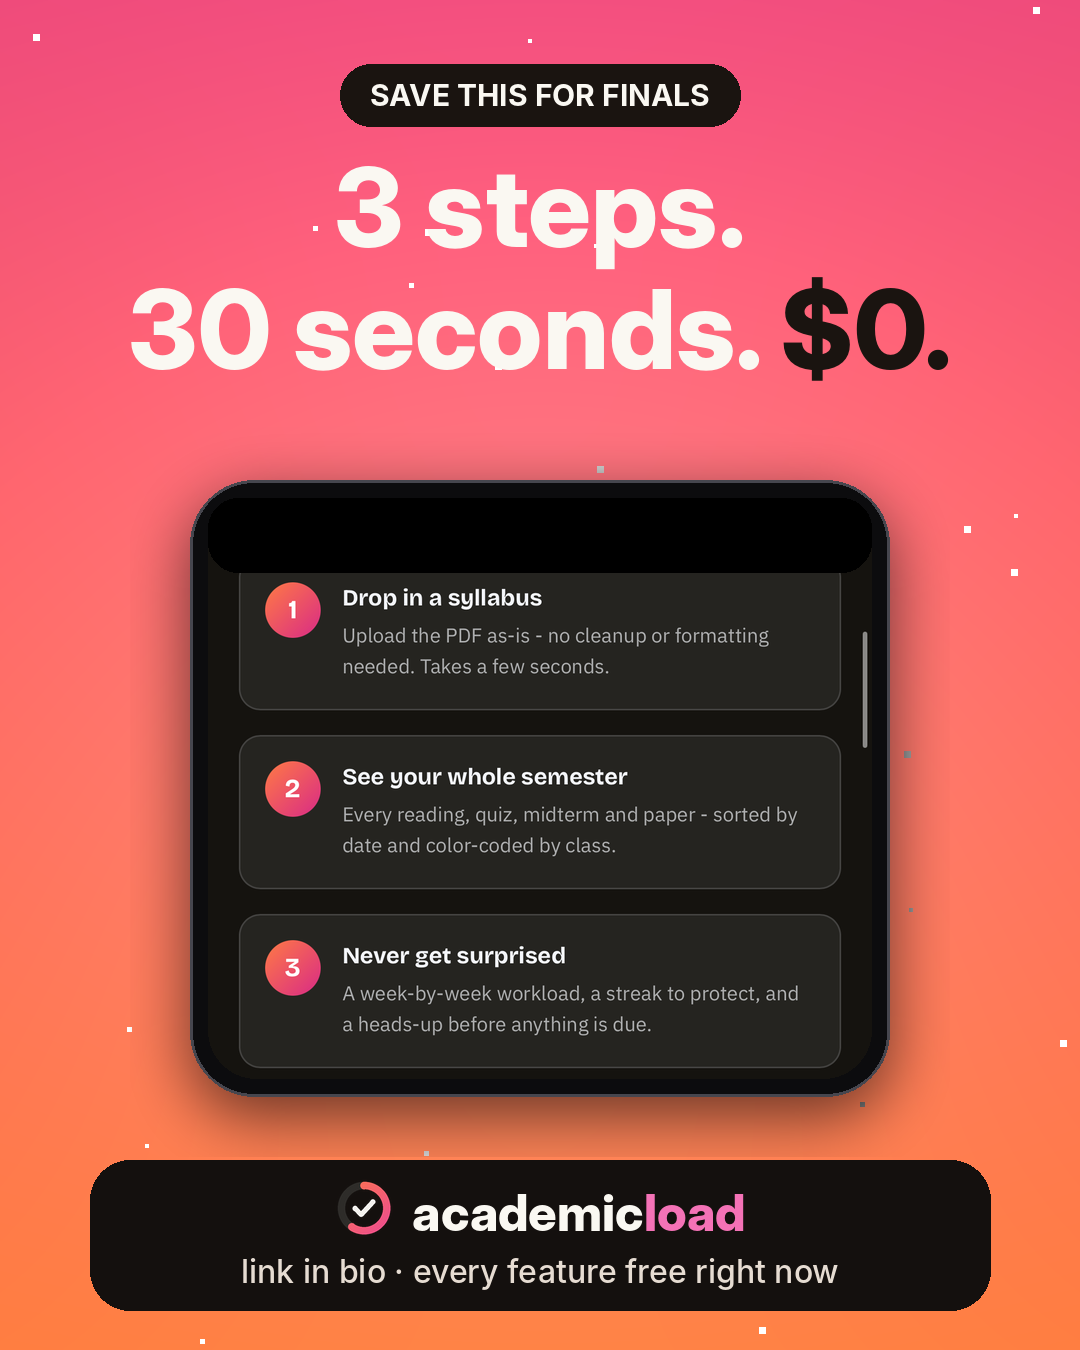 SAVE THIS FOR FINALS
3 steps.
30 seconds. $0.
1
Drop in a syllabus
Upload the PDF as-is - no cleanup or formatting
needed. Takes a few seconds.
2
See your whole semester
Every reading, quiz, midterm and paper - sorted by
date and color-coded by class.
3
Never get surprised
A week-by-week workload, a streak to protect, and
a heads-up before anything is due.
academicload
link in bio · every feature free right now